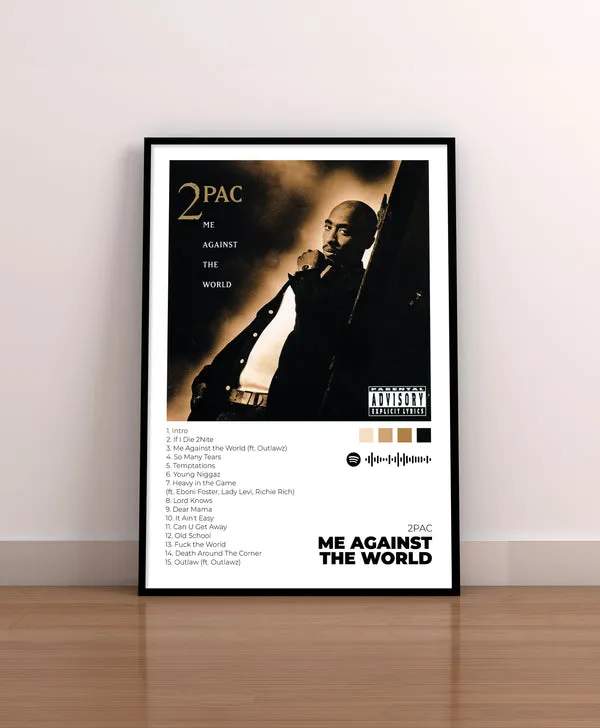 2PAC
ME
AGAINST
THE
WORLD
PARENTAL
ADVISORY
EXPLICIT LYRICS
1. Intro
2. If I Die 2Nite
3. Me Against the World (ft. Outlawz)
4. So Many Tears
5. Temptations
6. Young Niggaz
7. Heavy in the Game
(ft. Eboni Foster, Lady Levi, Richie Rich)
8. Lord Knows
9. Dear Mama
10. It Ain't Easy
11. Can U Get Away
12. Old School
13. Fuck the World
14. Death Around The Corner
15. Outlaw (ft. Outlawz)
2PAC
ME AGAINST
THE WORLD